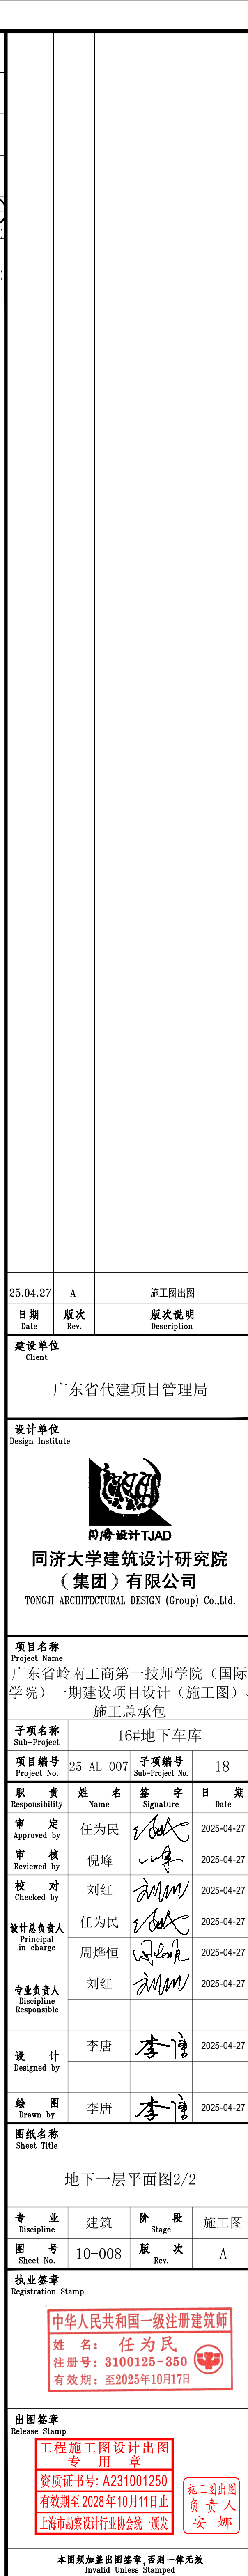 25.04.27 A 施工图出图
日期 版次 版次说明
Date Rev. Description
建设单位
Client
广东省代建项目管理局
设计单位
Design Institute
同济设计TJAD
同济大学建筑设计研究院
（集团）有限公司
TONGJI ARCHITECTURAL DESIGN (Group) Co.,Ltd.
项目名称
Project Name
广东省岭南工商第一技师学院（国际
学院）一期建设项目设计（施工图）、
施工总承包
子项名称
Sub-Project
16#地下车库
项目编号 25-AL-007 子项编号 18
Project No. Sub-Project No.
职 责 姓 名 签 字 日 期
Responsibility Name Signature Date
审 定 任为民 2025-04-27
Approved by
审 核 倪峰 2025-04-27
Reviewed by
校 对 刘红 2025-04-27
Checked by
设计总负责人 任为民 2025-04-27
Principal
in charge
周烨恒 2025-04-27
专业负责人 刘红 2025-04-27
Discipline
Responsible
设 计 李唐 李唐 2025-04-27
Designed by
绘 图 李唐 李唐 2025-04-27
Drawn by
图纸名称
Sheet Title
地下一层平面图2/2
专 业 建筑 阶 段 施工图
Discipline Stage
图 号 10-008 版 次 A
Sheet No. Rev.
执业签章
Registration Stamp
中华人民共和国一级注册建筑师
姓 名： 任为民
注册号：3100125-350
有效期：至2025年10月17日
出图签章
Release Stamp
工程施工图设计出图
专 用 章
资质证书号: A231001250
有效期至2028年10月11日止
上海市勘察设计行业协会统一颁发
施工图出图
负责人
安娜
本图须加盖出图签章,否则一律无效
Invalid Unless Stamped